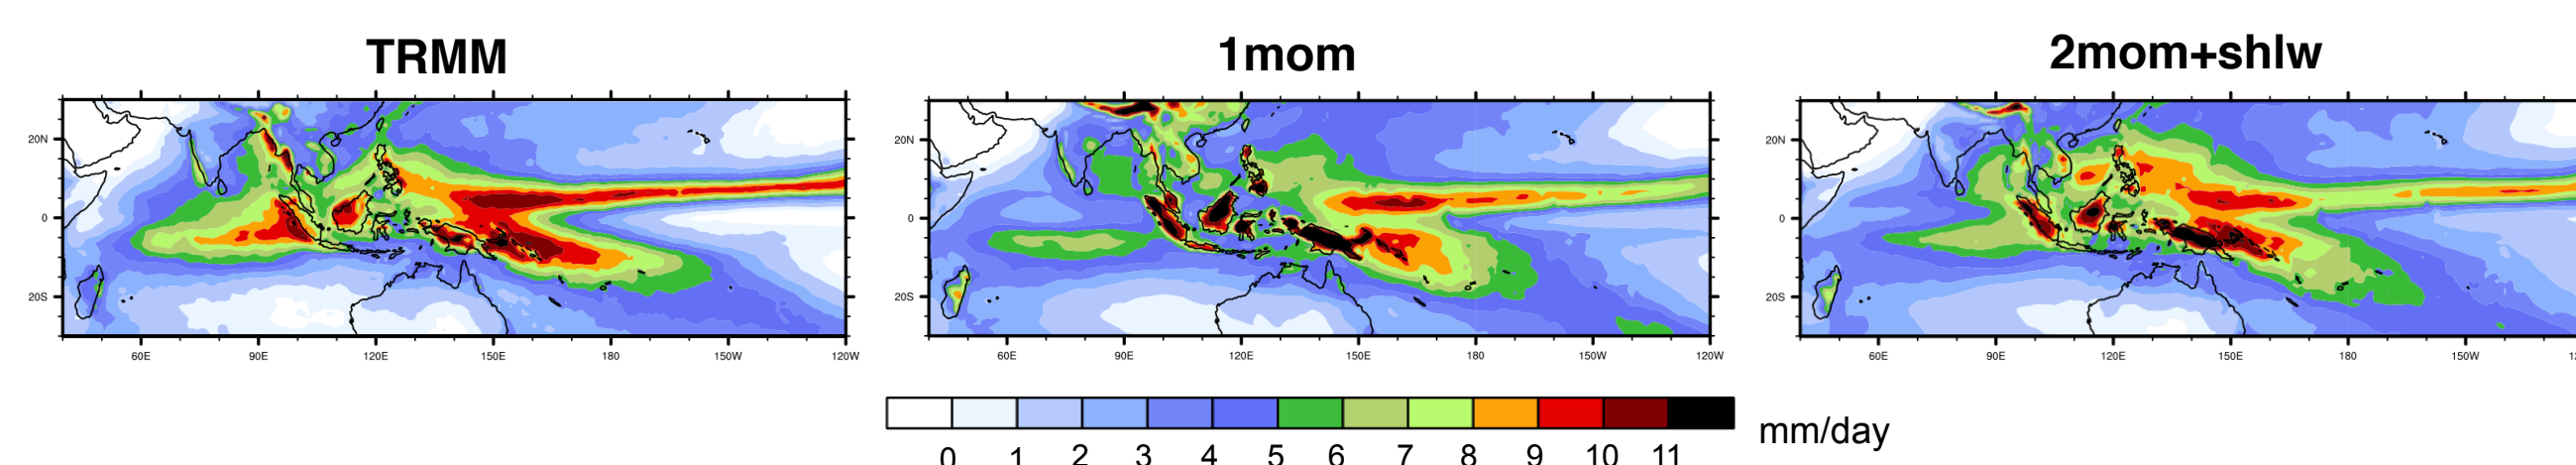 TRMM 1mom 2mom+shlw
20N 20N 20N
0 0 0
20S 20S 20S
60E 90E 120E 150E 180 150W 120W 60E 90E 120E 150E 180 150W 120W 60E 90E 120E 150E 180 150W
mm/day
0 1 2 3 4 5 6 7 8 9 10 11